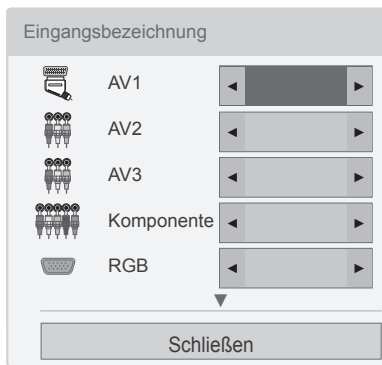 Eingangsbezeichnung
AV1
AV2
AV3
Komponente
RGB
Schließen